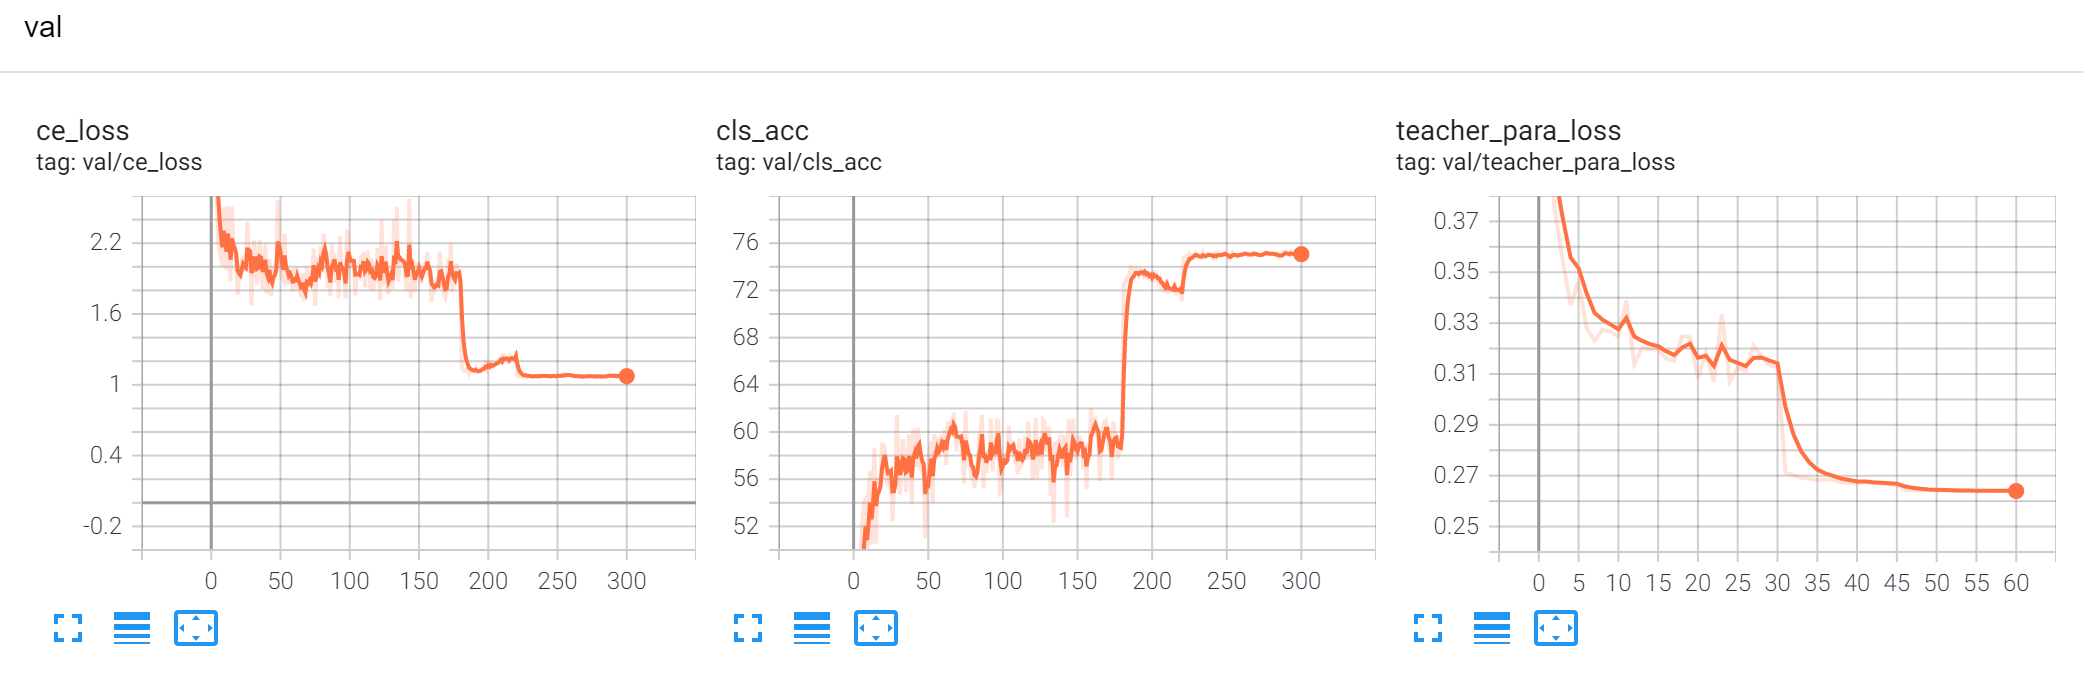 val
ce_loss
tag: val/ce_loss
2.2
1.6
1
0.4
-0.2
0 50 100 150 200 250 300
cls_acc
tag: val/cls_acc
76
72
68
64
60
56
52
0 50 100 150 200 250 300
teacher_para_loss
tag: val/teacher_para_loss
0.37
0.35
0.33
0.31
0.29
0.27
0.25
0 5 10 15 20 25 30 35 40 45 50 55 60